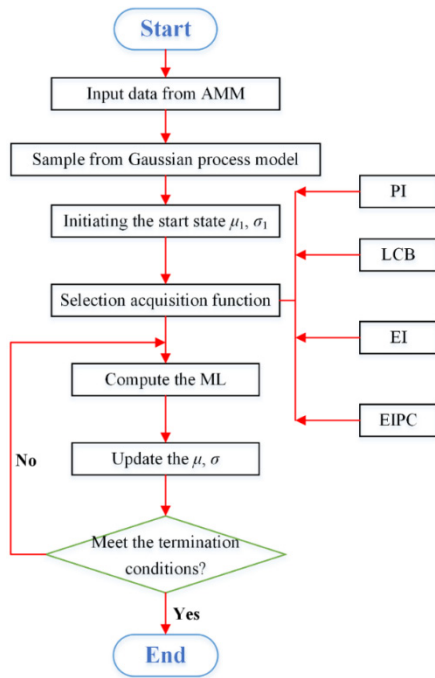 Start
Input data from AMM
Sample from Gaussian process model
Initiating the start state μ₁, σ₁
PI
LCB
Selection acquisition function
EI
Compute the ML
EIPC
Update the μ, σ
No
Meet the termination
conditions?
Yes
End